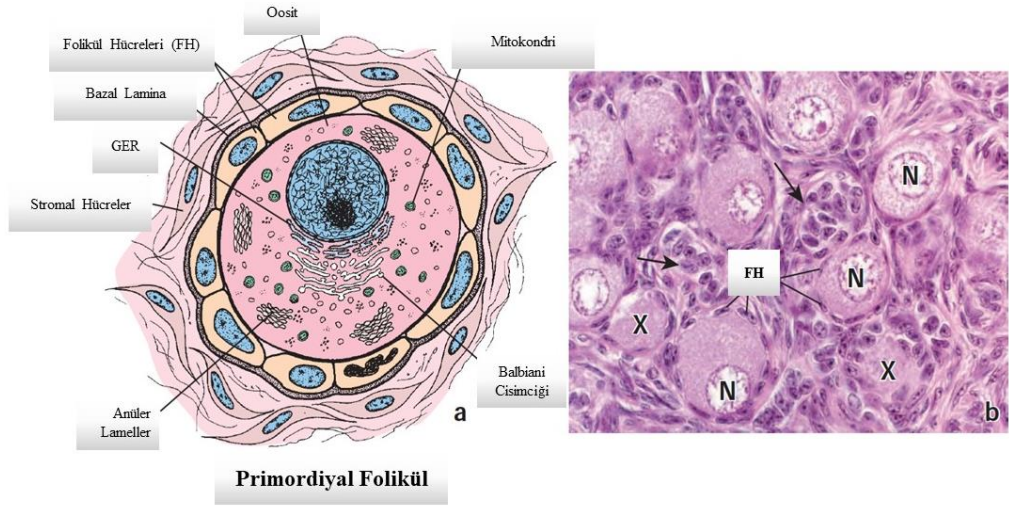 Oosit
Folikül Hücreleri (FH)
Mitokondri
Bazal Lamina
GER
Stromal Hücreler
Balbiani
Cisimciği
Anüler
Lameller
a
Primordiyal Folikül
N
FH
N
X
X
N
b